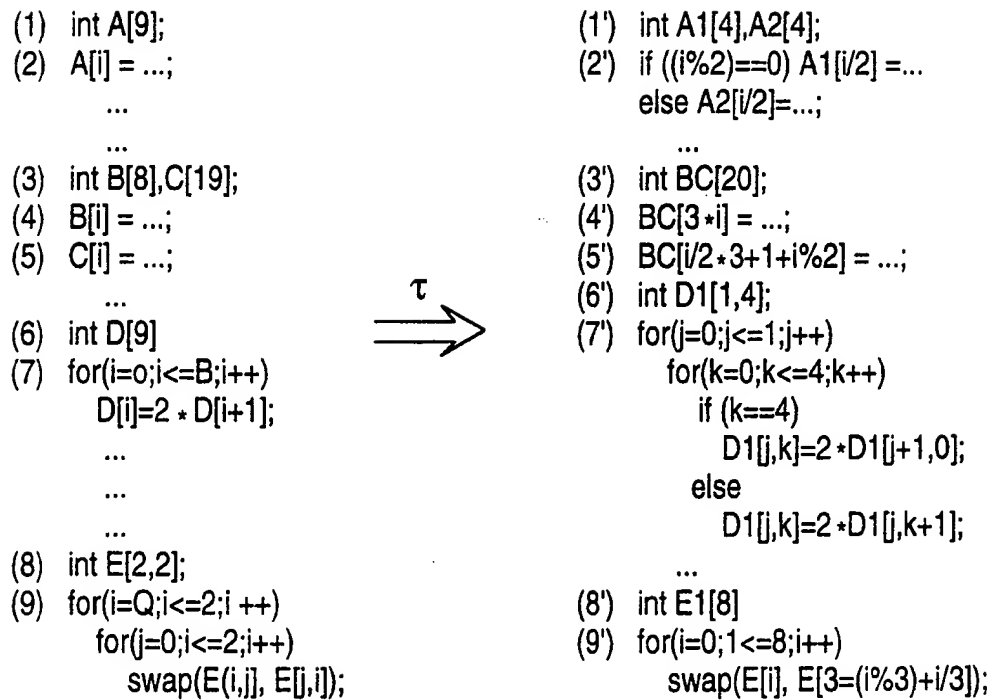 (1) int A[9];
(2) A[i] = ...;
...
...
(3) int B[8],C[19];
(4) B[i] = ...;
(5) C[i] = ...;
...
(6) int D[9]
(7) for(i=o;i<=B;i++)
D[i]=2 * D[i+1];
...
...
...
(8) int E[2,2];
(9) for(i=Q;i<=2;i ++)
for(j=0;i<=2;i++)
swap(E(i,j], E[j,i]);
τ
(1') int A1[4],A2[4];
(2') if ((i%2)==0) A1[i/2] =...
else A2[i/2]=...;
...
(3') int BC[20];
(4') BC[3*i] = ...;
(5') BC[i/2*3+1+i%2] = ...;
(6') int D1[1,4];
(7') for(j=0;j<=1;j++)
for(k=0;k<=4;k++)
if (k==4)
D1[j,k]=2*D1[j+1,0];
else
D1[j,k]=2*D1[j,k+1];
...
(8') int E1[8]
(9') for(i=0;1<=8;i++)
swap(E[i], E[3=(i%3)+i/3]);